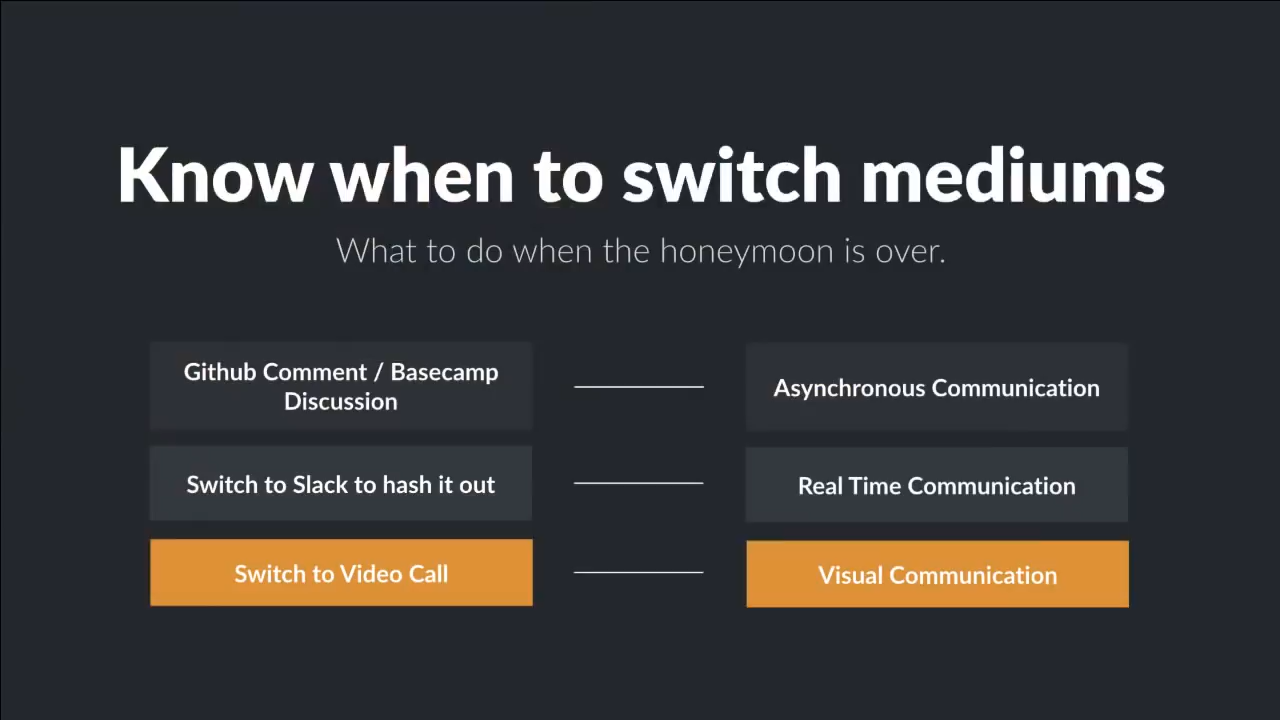 Know when to switch mediums
What to do when the honeymoon is over.
Github Comment / Basecamp
Discussion
Asynchronous Communication
Switch to Slack to hash it out
Real Time Communication
Switch to Video Call
Visual Communication